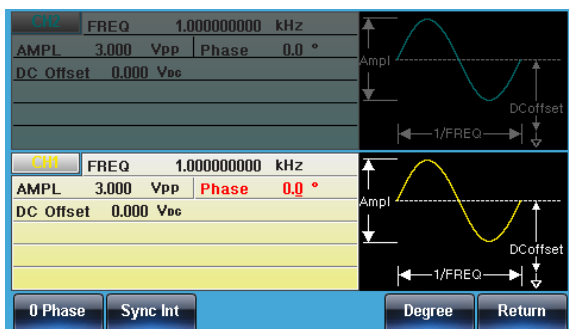 CH2 FREQ 1.000000000 kHz
AMPL 3.000 Vpp Phase 0.0 °
DC Offset 0.000 VDC
Ampl
DCoffset
1/FREQ
CH1 FREQ 1.000000000 kHz
AMPL 3.000 Vpp Phase 0.0 °
DC Offset 0.000 VDC
Ampl
DCoffset
1/FREQ
0 Phase Sync Int Degree Return